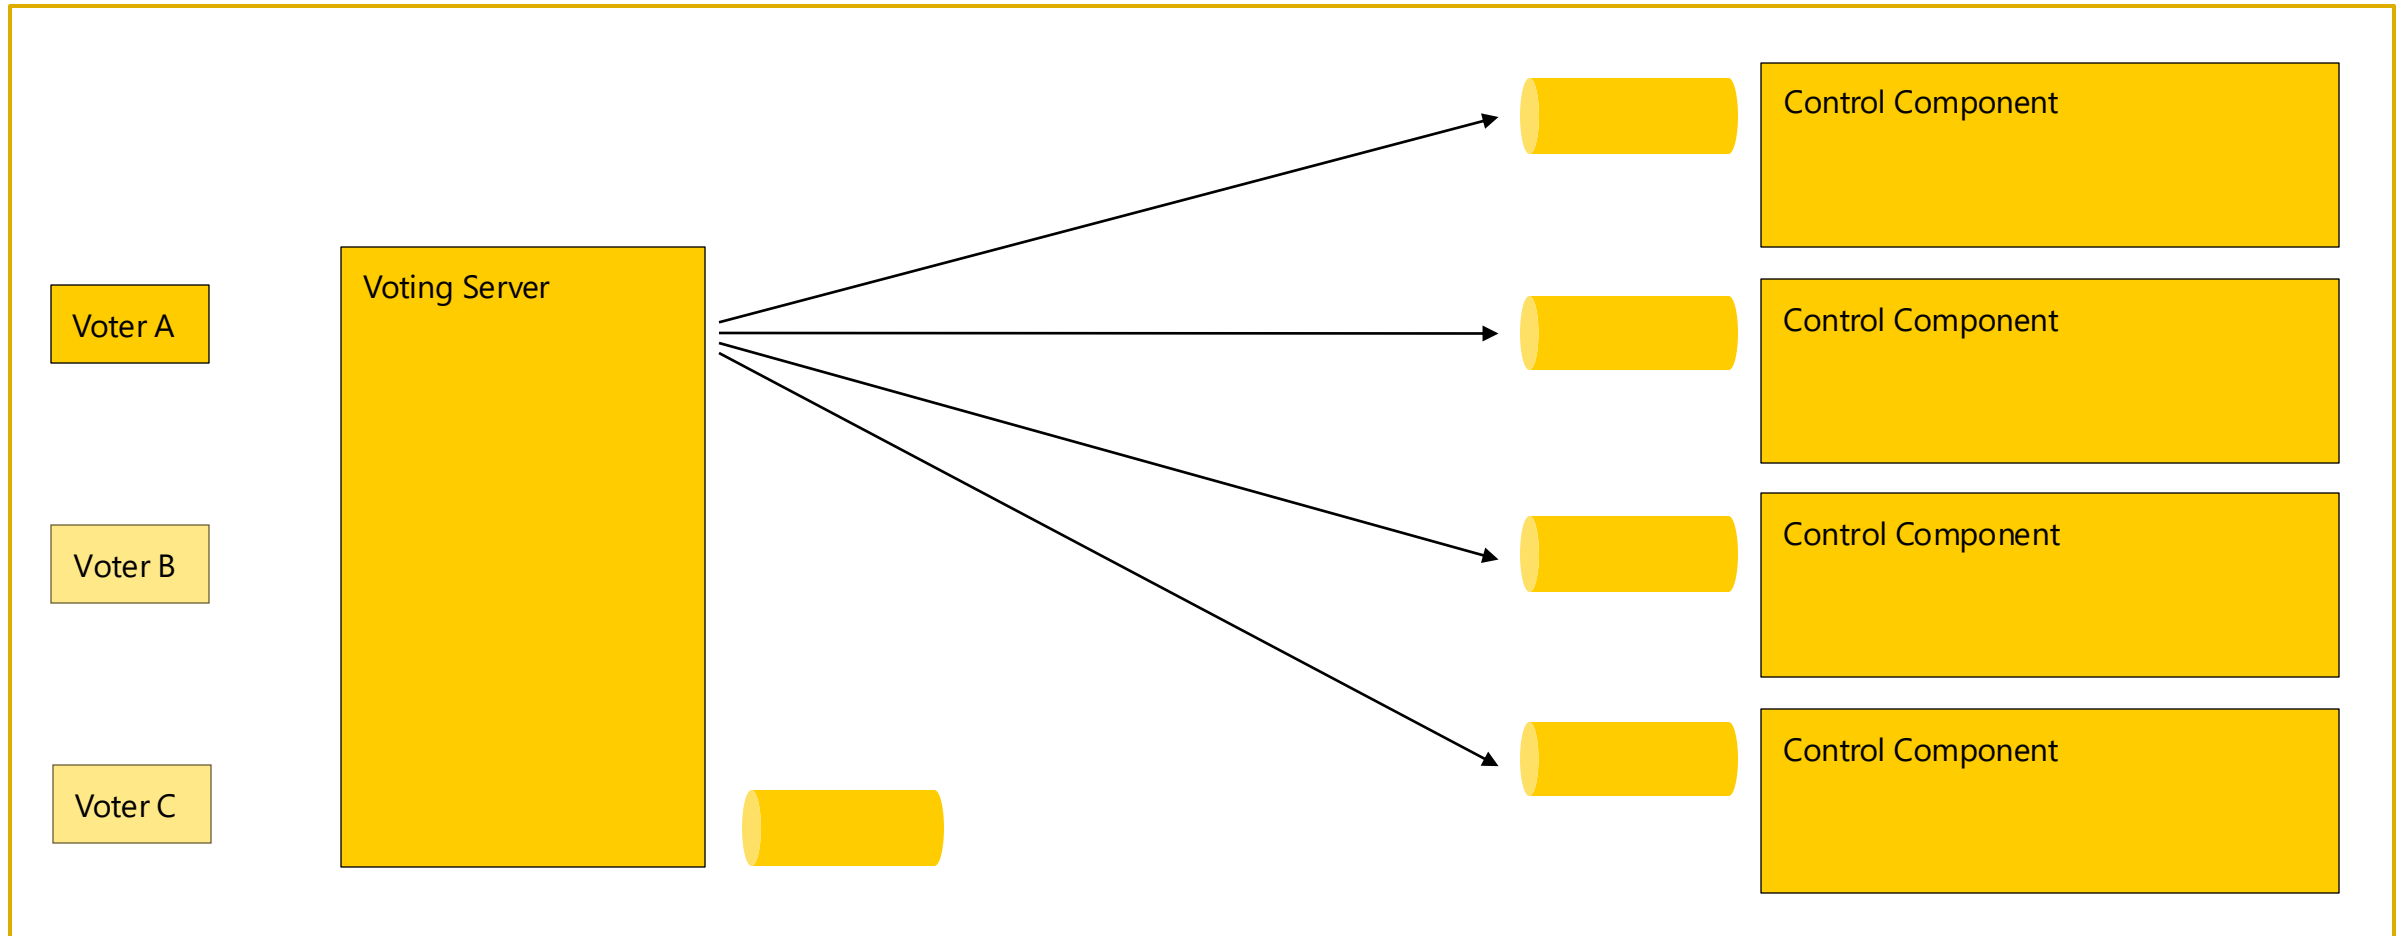 Control Component
Voting Server
Voter A
Control Component
Control Component
Voter B
Control Component
Voter C